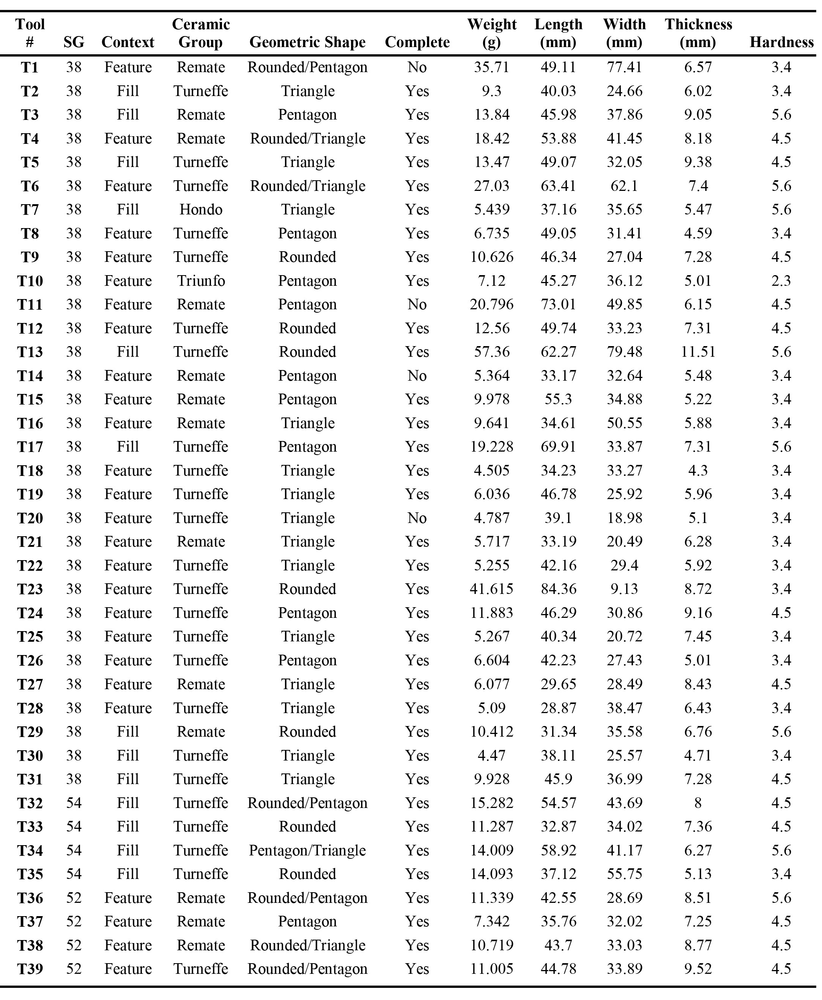 Tool Ceramic Weight Length Width Thickness
# SG Context Group Geometric Shape Complete (g) (mm) (mm) (mm) Hardness
T1 38 Feature Remate Rounded/Pentagon No 35.71 49.11 77.41 6.57 3.4
T2 38 Fill Turneffe Triangle Yes 9.3 40.03 24.66 6.02 3.4
T3 38 Fill Remate Pentagon Yes 13.84 45.98 37.86 9.05 5.6
T4 38 Feature Remate Rounded/Triangle Yes 18.42 53.88 41.45 8.18 4.5
T5 38 Fill Turneffe Triangle Yes 13.47 49.07 32.05 9.38 4.5
T6 38 Feature Turneffe Rounded/Triangle Yes 27.03 63.41 62.1 7.4 5.6
T7 38 Fill Hondo Triangle Yes 5.439 37.16 35.65 5.47 5.6
T8 38 Feature Turneffe Pentagon Yes 6.735 49.05 31.41 4.59 3.4
T9 38 Feature Turneffe Rounded Yes 10.626 46.34 27.04 7.28 4.5
T10 38 Feature Triunfo Pentagon Yes 7.12 45.27 36.12 5.01 2.3
T11 38 Feature Remate Pentagon No 20.796 73.01 49.85 6.15 4.5
T12 38 Feature Turneffe Rounded Yes 12.56 49.74 33.23 7.31 4.5
T13 38 Fill Turneffe Rounded Yes 57.36 62.27 79.48 11.51 5.6
T14 38 Feature Remate Pentagon No 5.364 33.17 32.64 5.48 3.4
T15 38 Feature Remate Pentagon Yes 9.978 55.3 34.88 5.22 3.4
T16 38 Feature Remate Triangle Yes 9.641 34.61 50.55 5.88 3.4
T17 38 Fill Turneffe Pentagon Yes 19.228 69.91 33.87 7.31 5.6
T18 38 Feature Turneffe Triangle Yes 4.505 34.23 33.27 4.3 3.4
T19 38 Feature Turneffe Triangle Yes 6.036 46.78 25.92 5.96 3.4
T20 38 Feature Turneffe Triangle No 4.787 39.1 18.98 5.1 3.4
T21 38 Feature Remate Triangle Yes 5.717 33.19 20.49 6.28 3.4
T22 38 Feature Turneffe Triangle Yes 5.255 42.16 29.4 5.92 3.4
T23 38 Feature Turneffe Rounded Yes 41.615 84.36 9.13 8.72 3.4
T24 38 Feature Turneffe Pentagon Yes 11.883 46.29 30.86 9.16 4.5
T25 38 Feature Turneffe Triangle Yes 5.267 40.34 20.72 7.45 3.4
T26 38 Feature Turneffe Pentagon Yes 6.604 42.23 27.43 5.01 3.4
T27 38 Feature Remate Triangle Yes 6.077 29.65 28.49 8.43 4.5
T28 38 Feature Turneffe Triangle Yes 5.09 28.87 38.47 6.43 3.4
T29 38 Fill Remate Rounded Yes 10.412 31.34 35.58 6.76 5.6
T30 38 Fill Turneffe Triangle Yes 4.47 38.11 25.57 4.71 3.4
T31 38 Fill Turneffe Triangle Yes 9.928 45.9 36.99 7.28 4.5
T32 54 Fill Turneffe Rounded/Pentagon Yes 15.282 54.57 43.69 8 4.5
T33 54 Fill Turneffe Rounded Yes 11.287 32.87 34.02 7.36 4.5
T34 54 Fill Turneffe Pentagon/Triangle Yes 14.009 58.92 41.17 6.27 5.6
T35 54 Fill Turneffe Rounded Yes 14.093 37.12 55.75 5.13 3.4
T36 52 Feature Remate Rounded/Pentagon Yes 11.339 42.55 28.69 8.51 5.6
T37 52 Feature Remate Pentagon Yes 7.342 35.76 32.02 7.25 4.5
T38 52 Feature Remate Rounded/Triangle Yes 10.719 43.7 33.03 8.77 4.5
T39 52 Feature Turneffe Rounded/Pentagon Yes 11.005 44.78 33.89 9.52 4.5